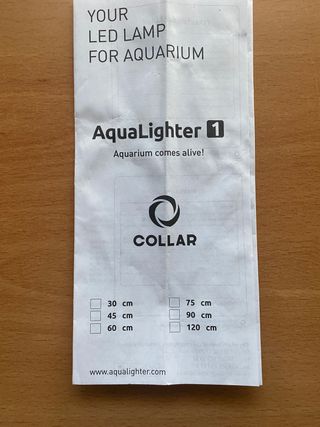 YOUR
LED LAMP
FOR AQUARIUM
AquaLighter 1
Aquarium comes alive!
COLLAR
30 cm
45 cm
60 cm
75 cm
90 cm
120 cm
www.aqualighter.com